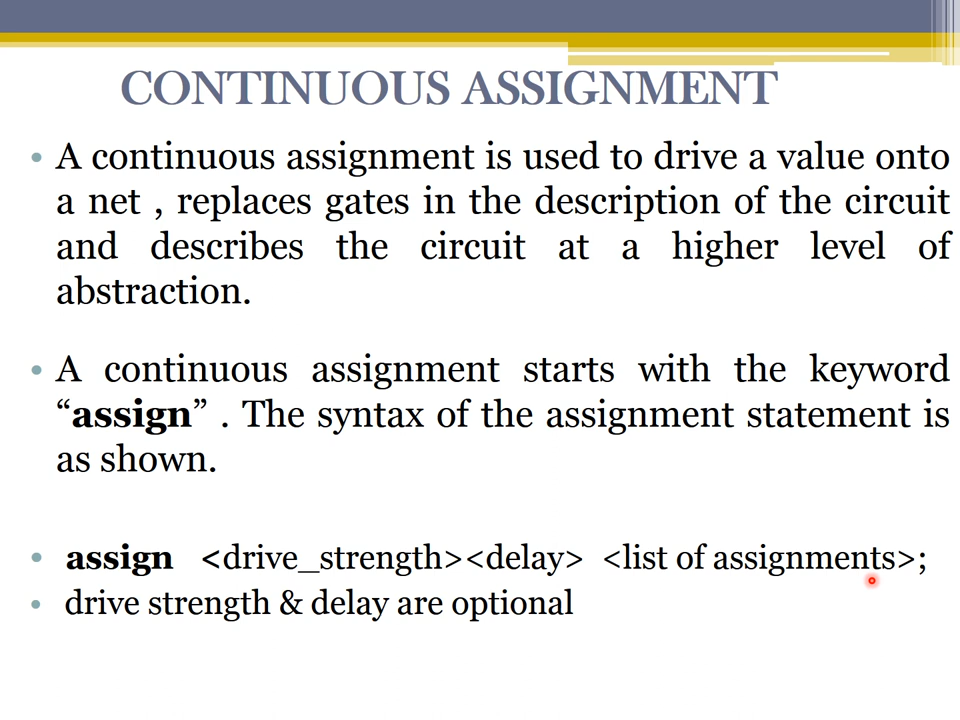 CONTINUOUS ASSIGNMENT
• A continuous assignment is used to drive a value onto
a net , replaces gates in the description of the circuit
and describes the circuit at a higher level of
abstraction.
• A continuous assignment starts with the keyword
“assign” . The syntax of the assignment statement is
as shown.
• assign <drive_strength><delay> <list of assignments>;
• drive strength & delay are optional